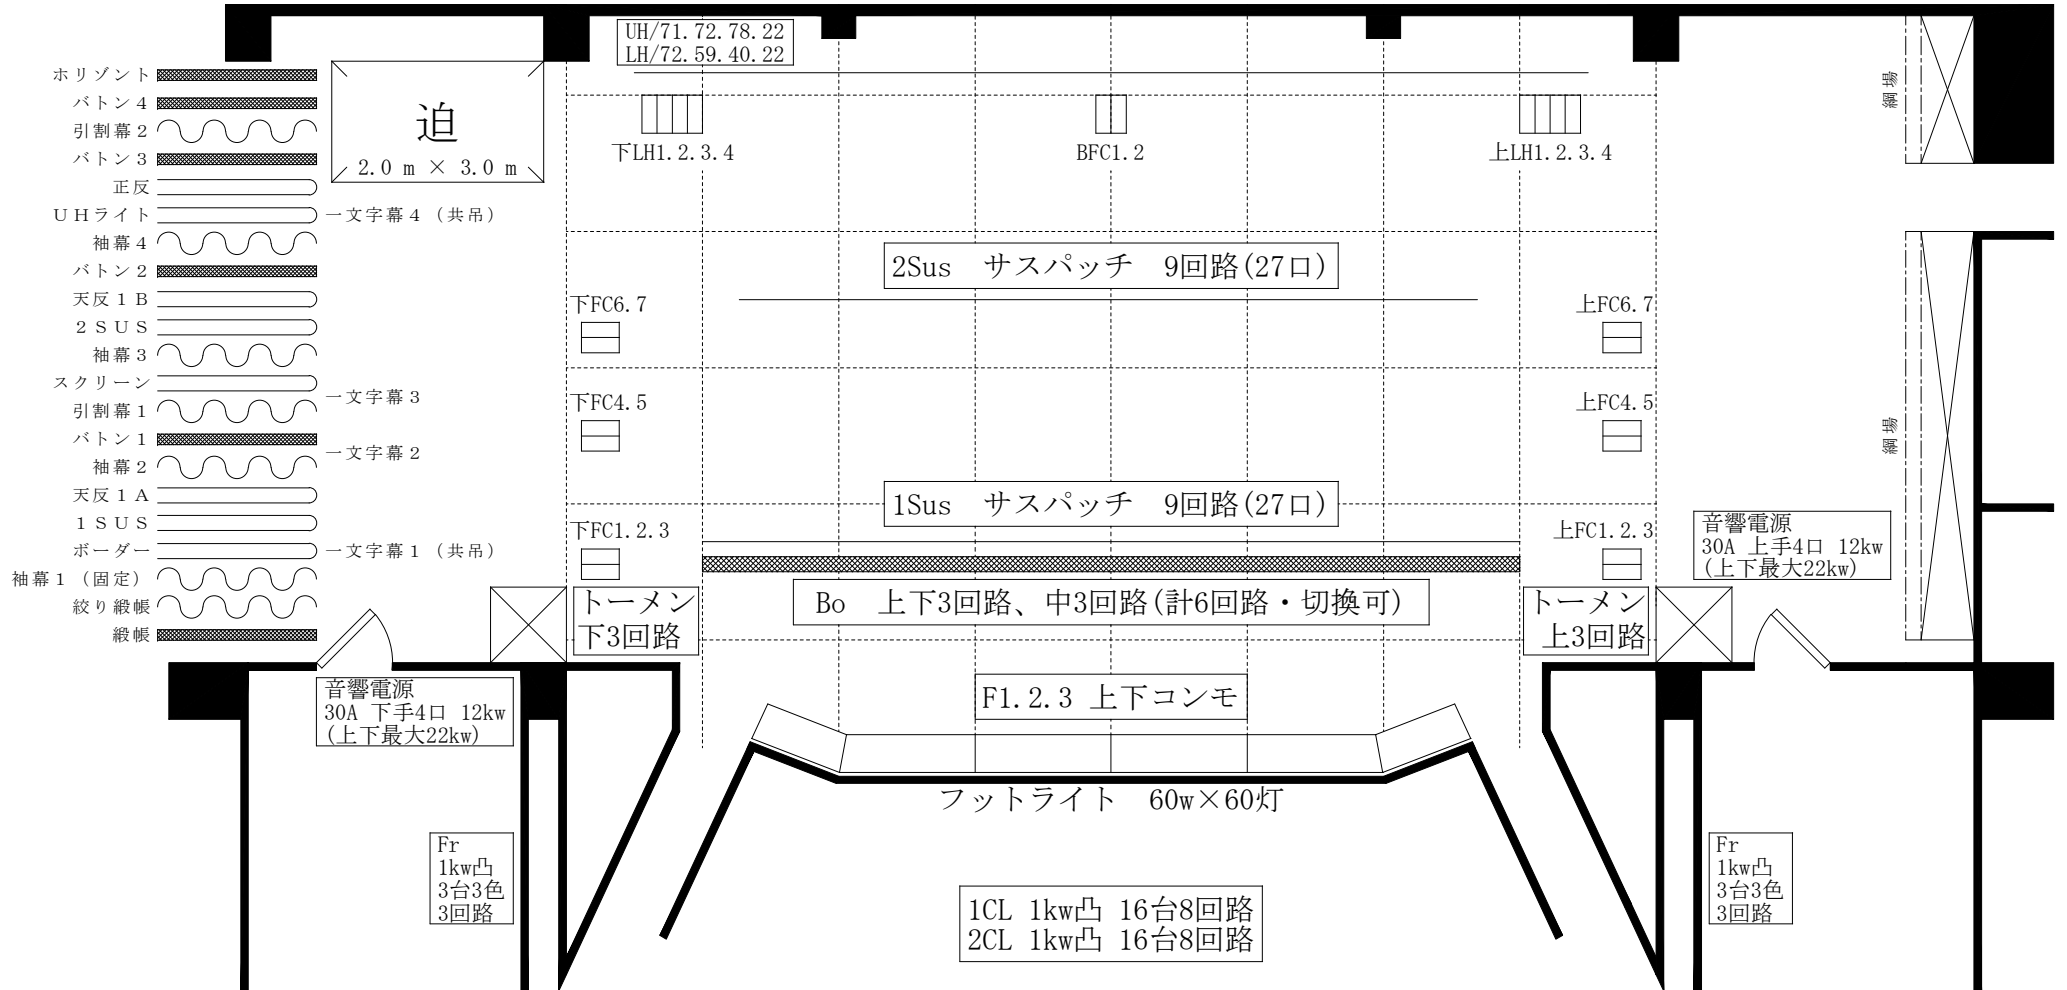 UH/71.72.78.22
LH/72.59.40.22
ホリゾント
バトン４
引割幕２
バトン３
正反
ＵＨライト
一文字幕４（共吊）
袖幕４
バトン２
天反１Ｂ
２ＳＵＳ
袖幕３
スクリーン
一文字幕３
引割幕１
バトン１
一文字幕２
袖幕２
天反１Ａ
１ＳＵＳ
ボーダー
一文字幕１（共吊）
袖幕１（固定）
絞り緞帳
緞帳
迫
2.0 m × 3.0 m
下LH1.2.3.4
BFC1.2
上LH1.2.3.4
綱場
2Sus　サスパッチ　9回路(27口)
下FC6.7
上FC6.7
下FC4.5
上FC4.5
綱場
1Sus　サスパッチ　9回路(27口)
下FC1.2.3
上FC1.2.3
音響電源
30A 上手4口 12kw
(上下最大22kw)
トーメン
下3回路
Bo　上下3回路、中3回路(計6回路・切換可)
トーメン
上3回路
音響電源
30A 下手4口 12kw
(上下最大22kw)
F1.2.3 上下コンモ
フットライト　60w×60灯
Fr
1kw凸
3台3色
3回路
Fr
1kw凸
3台3色
3回路
1CL 1kw凸 16台8回路
2CL 1kw凸 16台8回路